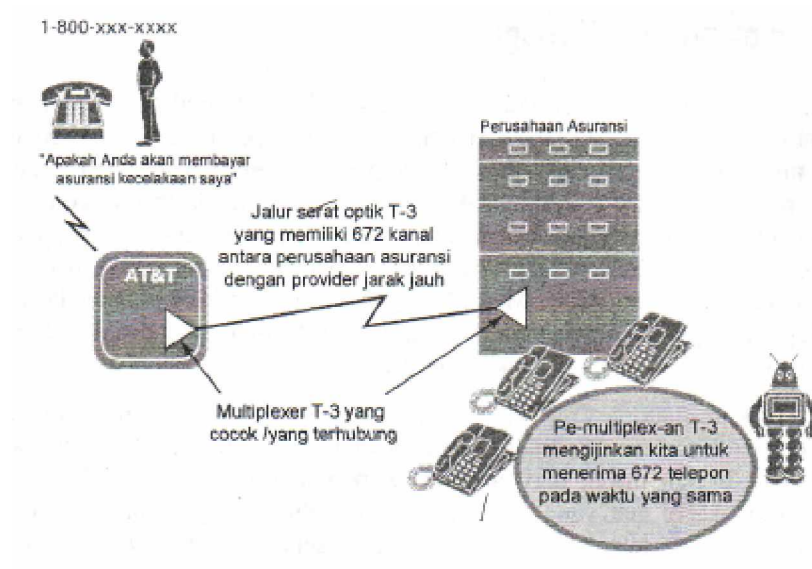 1-800-xxx-xxxx
"Apakah Anda akan membayar
asuransi kecelakaan saya"
Perusahaan Asuransi
Jalur serat optik T-3
yang memiliki 672 kanal
antara perusahaan asuransi
dengan provider jarak jauh
AT&T
Multiplexer T-3 yang
cocok /yang terhubung
Pe-multiplex-an T-3
mengijinkan kita untuk
menerima 672 telepon
pada waktu yang sama